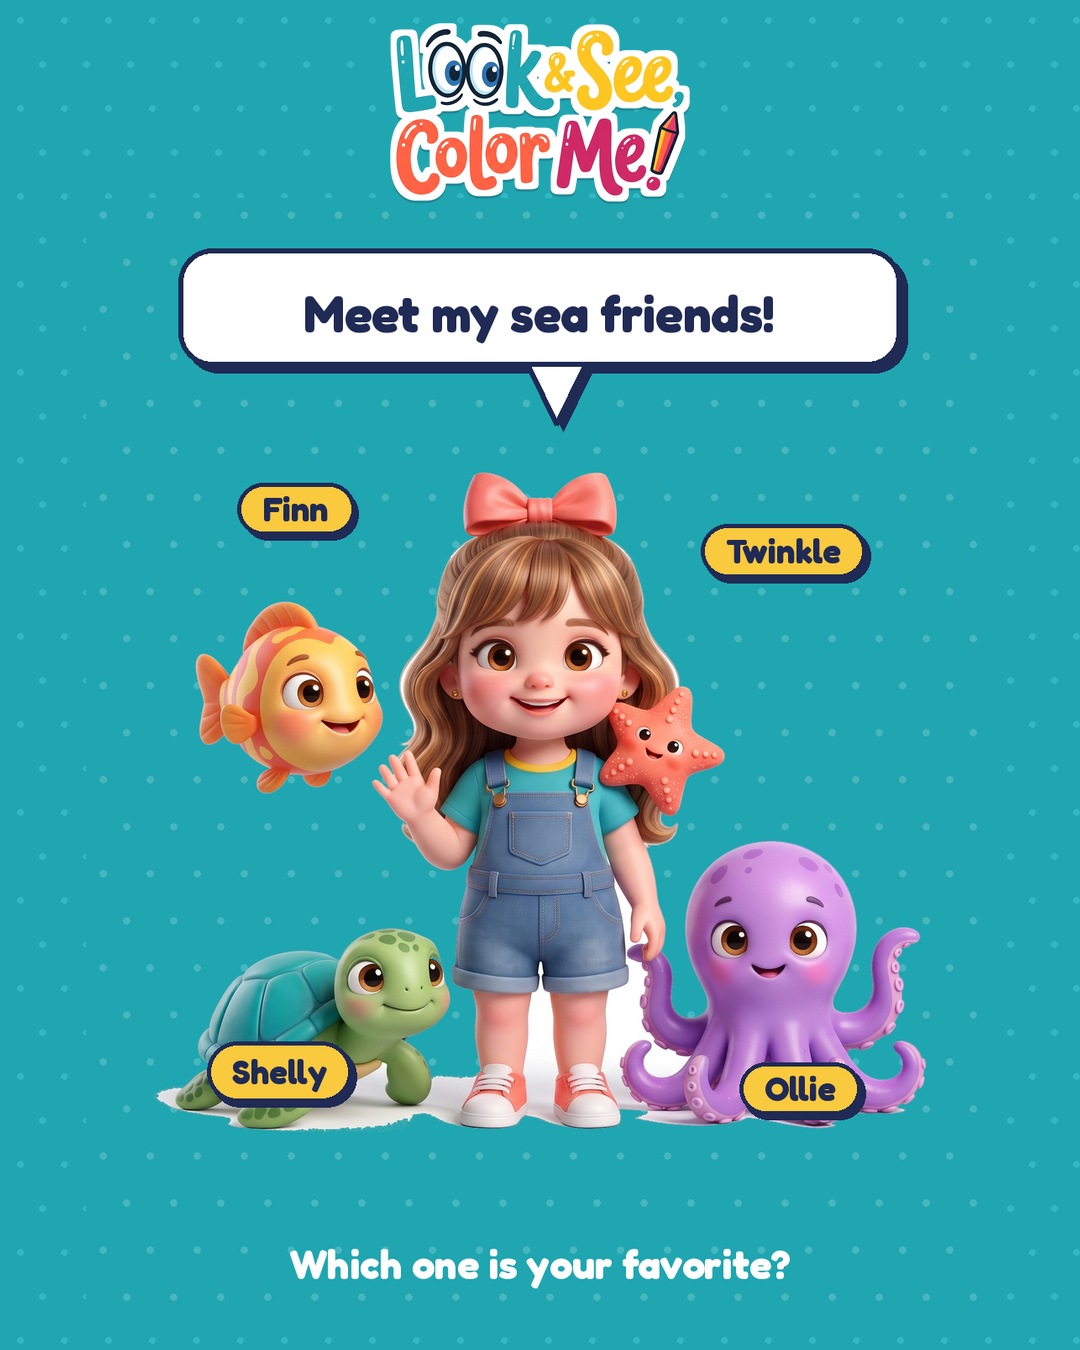 Look & See,
Color Me!
Meet my sea friends!
Finn
Twinkle
Shelly
Ollie
Which one is your favorite?